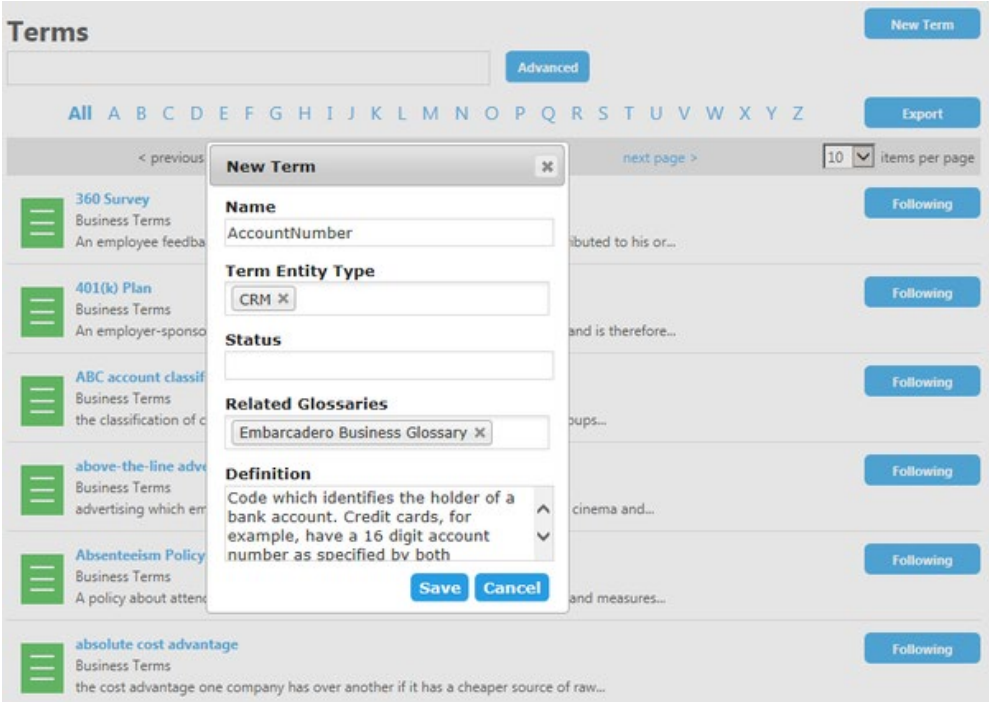 Terms
New Term
Advanced
All A B C D E F G H I J K L M N O P Q R S T U V W X Y Z
Export
< previous
next page >
10 items per page
New Term
Name
AccountNumber
Term Entity Type
CRM ×
Status
Related Glossaries
Embarcadero Business Glossary ×
Definition
Code which identifies the holder of a
bank account. Credit cards, for
example, have a 16 digit account
number as specified by both
Save Cancel
360 Survey
Business Terms
An employee feedba ibuted to his or...
Following
401(k) Plan
Business Terms
An employer-sponso and is therefore...
Following
ABC account classif
Business Terms
the classification of c oups...
Following
above-the-line adve
Business Terms
advertising which em cinema and...
Following
Absenteeism Policy
Business Terms
A policy about attend and measures...
Following
absolute cost advantage
Business Terms
the cost advantage one company has over another if it has a cheaper source of raw...
Following